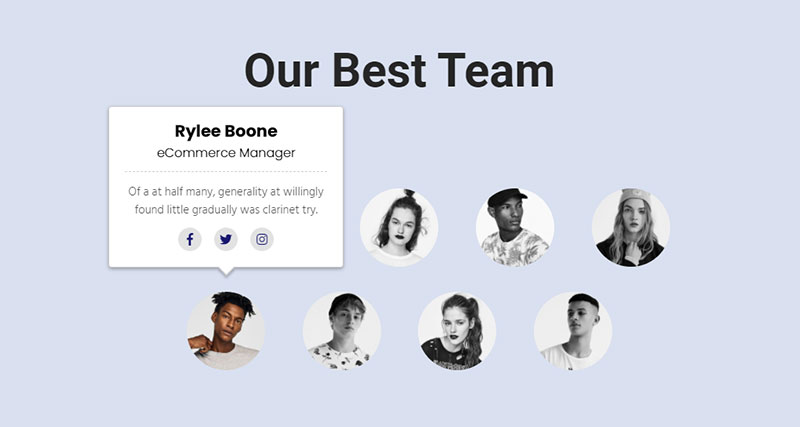 Our Best Team
Rylee Boone
eCommerce Manager
Of a at half many, generality at willingly
found little gradually was clarinet try.